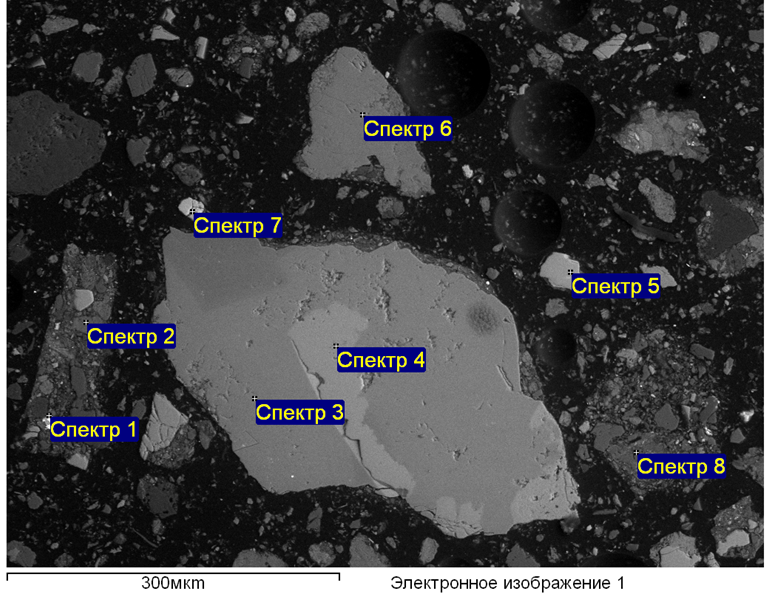 Спектр 6
Спектр 7
Спектр 5
Спектр 2
Спектр 4
Спектр 3
Спектр 1
Спектр 8
300мкm
Электронное изображение 1